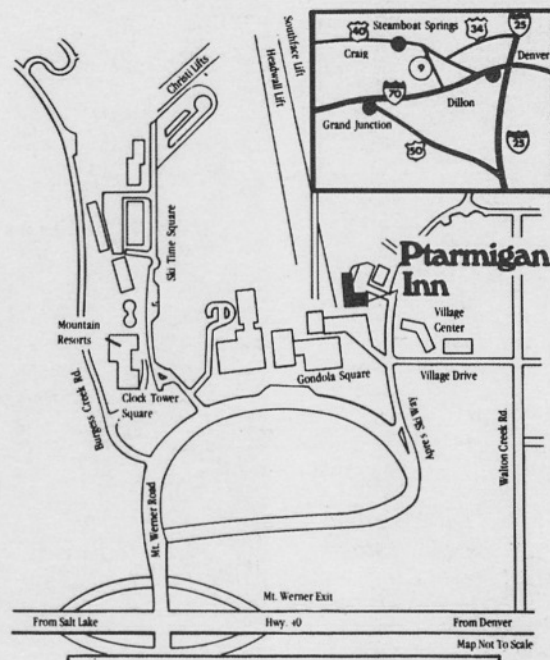 Steamboat Springs
40
34
25
Craig
Denver
70
Dillon
Grand Junction
50
25
Southface Lift
Headwall Lift
Christi Lifts
Ski Time Square
Ptarmigan
Inn
Village
Center
Mountain
Resorts
Gondola Square
Village Drive
Clock Tower
Square
Burgess Creek Rd.
Apres Ski Way
Walton Creek Rd.
Mt. Werner Road
Mt. Werner Exit
From Salt Lake
Hwy. 40
From Denver
Map Not To Scale